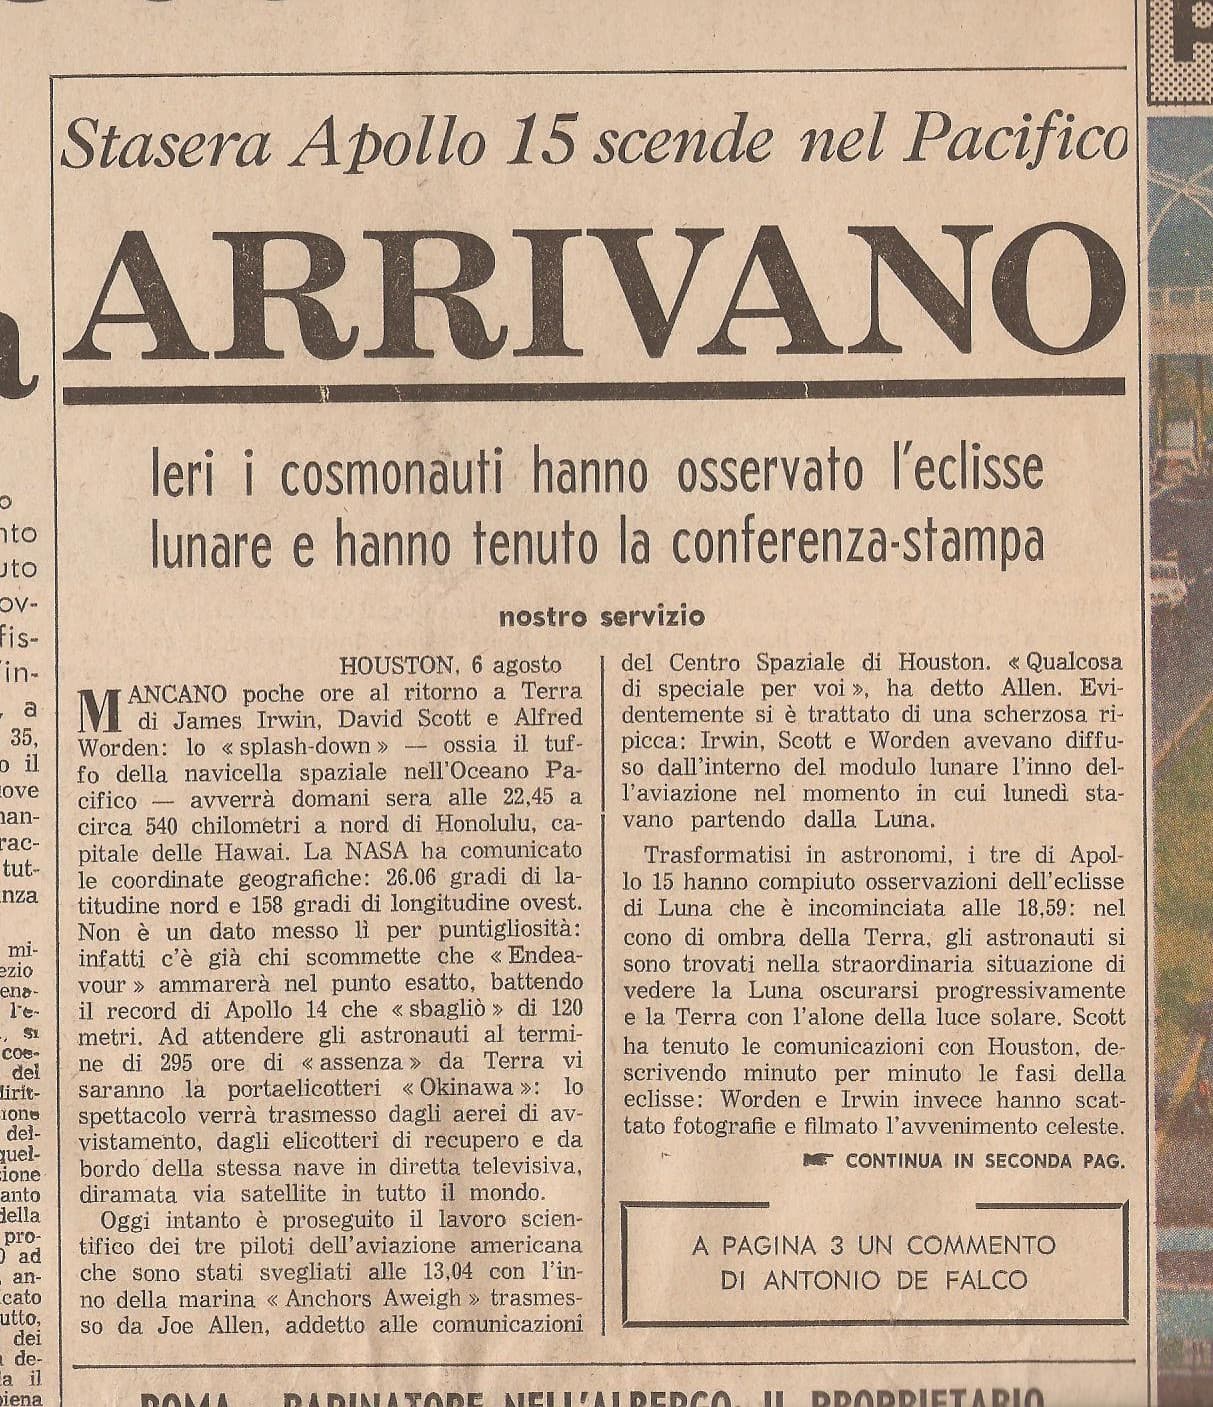 Stasera Apollo 15 scende nel Pacifico
ARRIVANO
Ieri i cosmonauti hanno osservato l'eclisse
lunare e hanno tenuto la conferenza-stampa
nostro servizio
HOUSTON, 6 agosto
MANCANO poche ore al ritorno a Terra
di James Irwin, David Scott e Alfred
Worden: lo « splash-down » — ossia il tuf-
fo della navicella spaziale nell'Oceano Pa-
cifico — avverrà domani sera alle 22,45 a
circa 540 chilometri a nord di Honolulu, ca-
pitale delle Hawai. La NASA ha comunicato
le coordinate geografiche: 26.06 gradi di la-
titudine nord e 158 gradi di longitudine ovest.
Non è un dato messo lì per puntigliosità:
infatti c'è già chi scommette che « Endea-
vour » ammarerà nel punto esatto, battendo
il record di Apollo 14 che « sbagliò » di 120
metri. Ad attendere gli astronauti al termi-
ne di 295 ore di « assenza » da Terra vi
saranno la portaelicotteri « Okinawa »: lo
spettacolo verrà trasmesso dagli aerei di av-
vistamento, dagli elicotteri di recupero e da
bordo della stessa nave in diretta televisiva,
diramata via satellite in tutto il mondo.
Oggi intanto è proseguito il lavoro scien-
tifico dei tre piloti dell'aviazione americana
che sono stati svegliati alle 13,04 con l'in-
no della marina « Anchors Aweigh » trasmes-
so da Joe Allen, addetto alle comunicazioni
del Centro Spaziale di Houston. « Qualcosa
di speciale per voi », ha detto Allen. Evi-
dentemente si è trattato di una scherzosa ri-
picca: Irwin, Scott e Worden avevano diffu-
so dall'interno del modulo lunare l'inno del-
l'aviazione nel momento in cui lunedì sta-
vano partendo dalla Luna.
Trasformatisi in astronomi, i tre di Apol-
lo 15 hanno compiuto osservazioni dell'eclisse
di Luna che è incominciata alle 18,59: nel
cono di ombra della Terra, gli astronauti si
sono trovati nella straordinaria situazione di
vedere la Luna oscurarsi progressivamente
e la Terra con l'alone della luce solare. Scott
ha tenuto le comunicazioni con Houston, de-
scrivendo minuto per minuto le fasi della
eclisse: Worden e Irwin invece hanno scat-
tato fotografie e filmato l'avvenimento celeste.
CONTINUA IN SECONDA PAG.
A PAGINA 3 UN COMMENTO
DI ANTONIO DE FALCO
ROMA - RAPINATORE NELL'ALBERGO, IL PROPRIETARIO